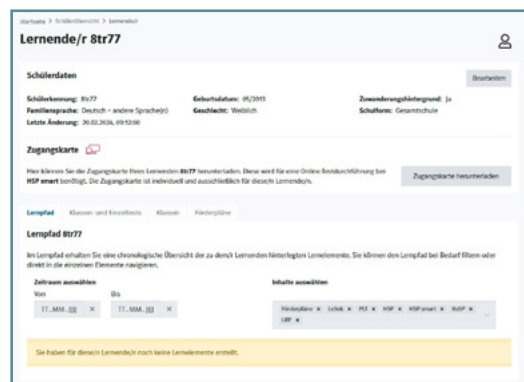 Startseite > Schülerübersicht > Lernende/r
Lernende/r 8tr77
Schülerdaten
Bearbeiten
Schülerkennung: 8tr77 Geburtsdatum: 05/2013 Zuwanderungshintergrund: Ja
Familiensprache: Deutsch + andere Sprache(n) Geschlecht: Weiblich Schulform: Gesamtschule
Letzte Änderung: 20.02.2024, 09:12:00
Zugangskarte
Hier können Sie die Zugangskarte Ihres Lernenden 8tr77 herunterladen. Diese wird für eine Online-Testdurchführung bei
HSP smart benötigt. Die Zugangskarte ist individuell und ausschließlich für diese/n Lernende/n.
Zugangskarte herunterladen
Lernpfad Klassen- und Einzeltests Klassen Förderpläne
Lernpfad 8tr77
Im Lernpfad erhalten Sie eine chronologische Übersicht der zu dem/r Lernenden hinterlegten Lernelemente. Sie können den Lernpfad bei Bedarf filtern oder
direkt in die einzelnen Elemente navigieren.
Zeitraum auswählen Inhalte auswählen
Von Bis
TT.MM.JJJJ × TT.MM.JJJJ ×
Förderpläne × × × HSP × HSP smart × ×
×
Sie haben für diese/n Lernende/n noch keine Lernelemente erstellt.